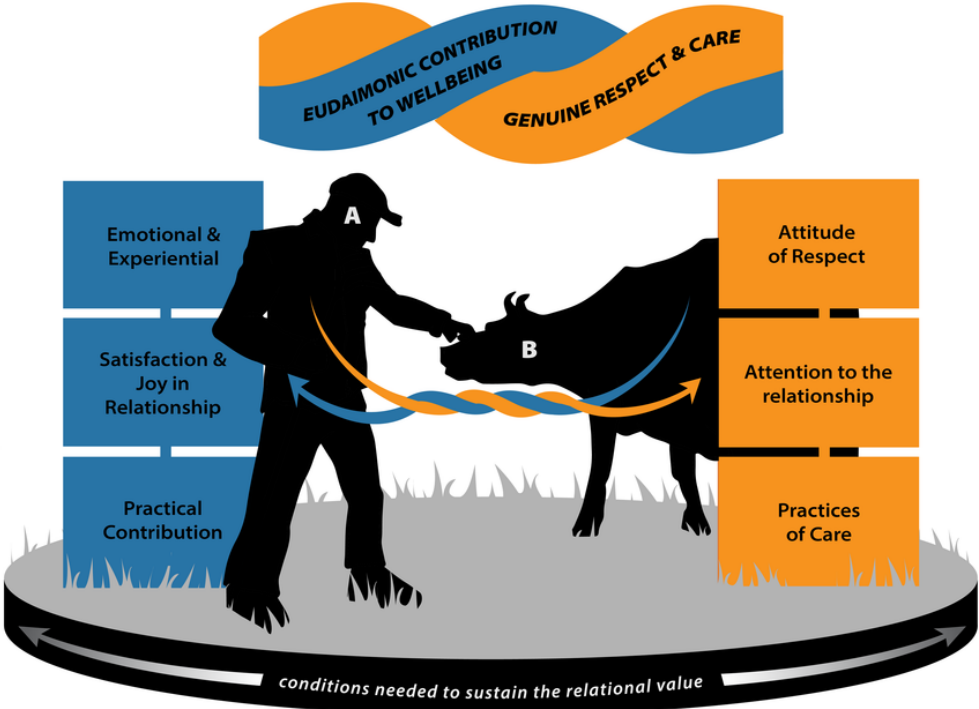 EUDAIMONIC CONTRIBUTION
TO WELLBEING
GENUINE RESPECT & CARE
A
B
Emotional &
Experiential
Satisfaction &
Joy in
Relationship
Practical
Contribution
Attitude
of Respect
Attention to the
relationship
Practices
of Care
conditions needed to sustain the relational value